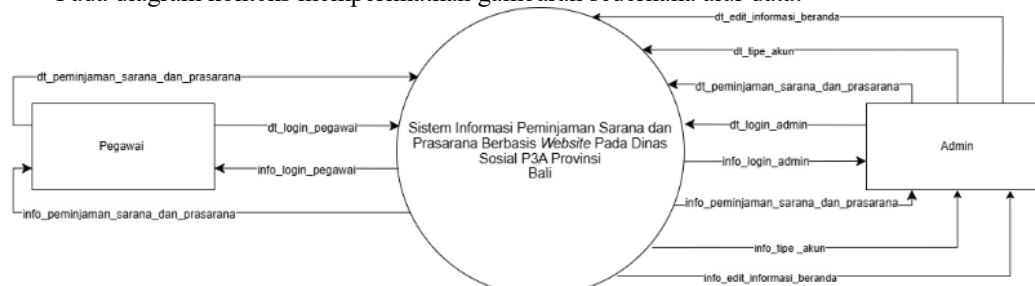 Pada diagram konteks memperlihatkan gambaran sederhana alur data.
dt_edit_informasi_beranda
dt_tipe_akun
dt_peminjaman_sarana_dan_prasarana
dt_peminjaman_sarana_dan_prasarana
dt_login_pegawai
dt_login_admin
Pegawai
Sistem Informasi Peminjaman Sarana dan
Prasarana Berbasis Website Pada Dinas
Sosial P3A Provinsi
Bali
Admin
info_login_pegawai
info_login_admin
info_peminjaman_sarana_dan_prasarana
info_peminjaman_sarana_dan_prasarana
info_tipe _akun
info_edit_informasi_beranda